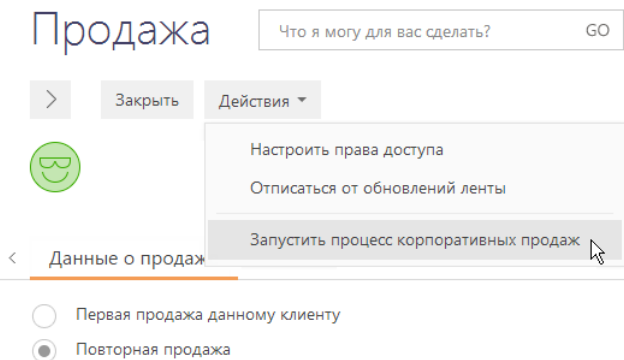 Продажа
Что я могу для вас сделать? GO
Закрыть Действия
Настроить права доступа
Отписаться от обновлений ленты
Запустить процесс корпоративных продаж
Данные о продаж
Первая продажа данному клиенту
Повторная продажа